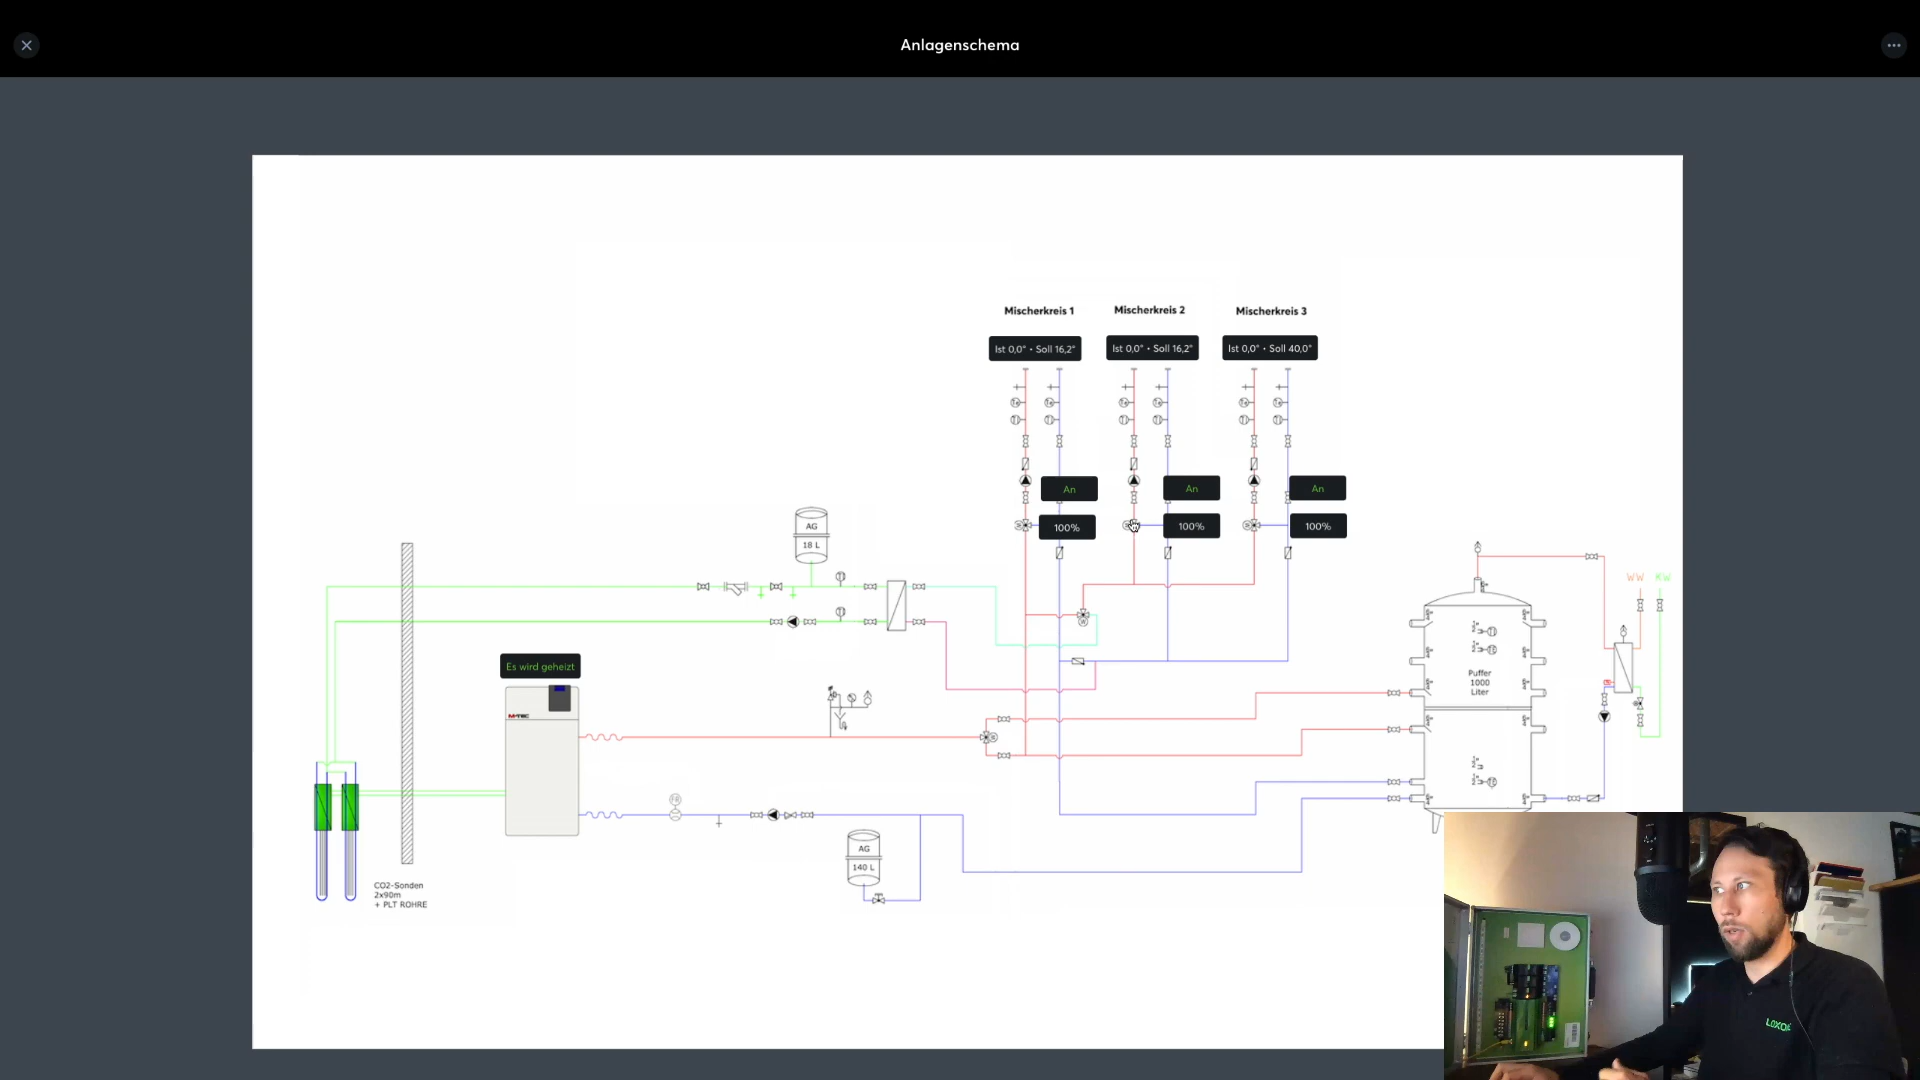 Anlagenschema
Mischerkreis 1
Mischerkreis 2
Mischerkreis 3
Ist 0,0° • Soll 16,2°
Ist 0,0° • Soll 16,2°
Ist 0,0° • Soll 40,0°
An
An
An
100%
100%
100%
AG
18 L
WW KW
Es wird geheizt
M-TEC
Puffer
1000
Liter
FR
AG
140 L
CO2-Sonden
2x90m
+ PLT ROHRE